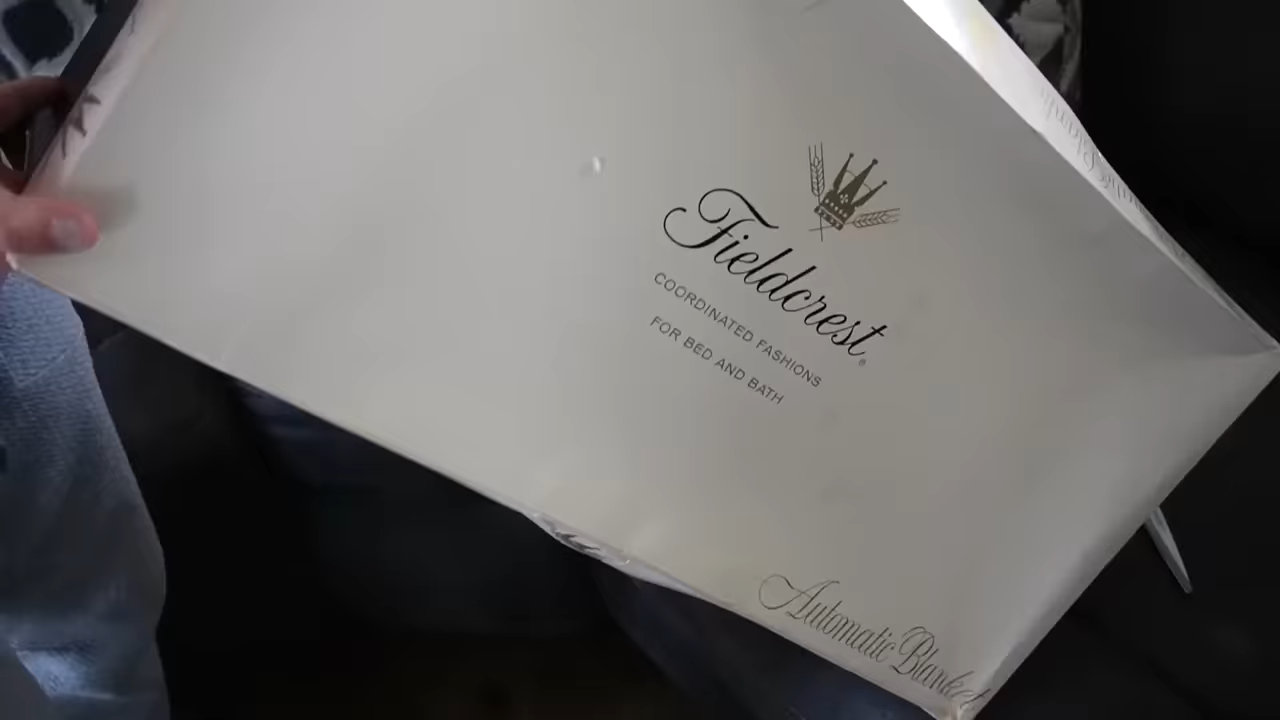 Fieldcrest®
COORDINATED FASHIONS
FOR BED AND BATH
Automatic Blanket